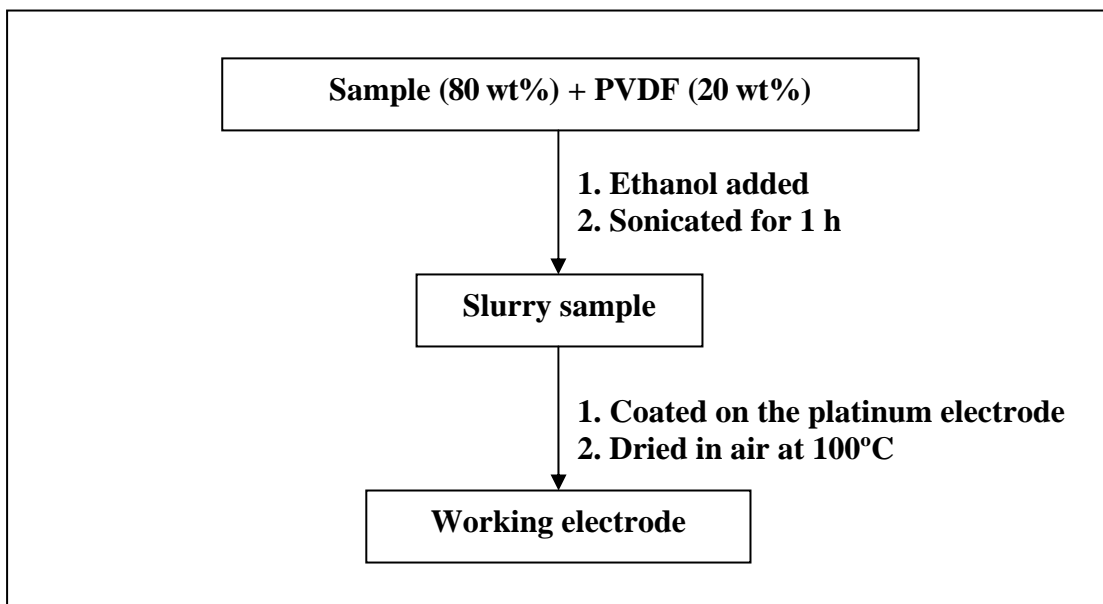 Sample (80 wt%) + PVDF (20 wt%)
1. Ethanol added
2. Sonicated for 1 h
Slurry sample
1. Coated on the platinum electrode
2. Dried in air at 100ºC
Working electrode